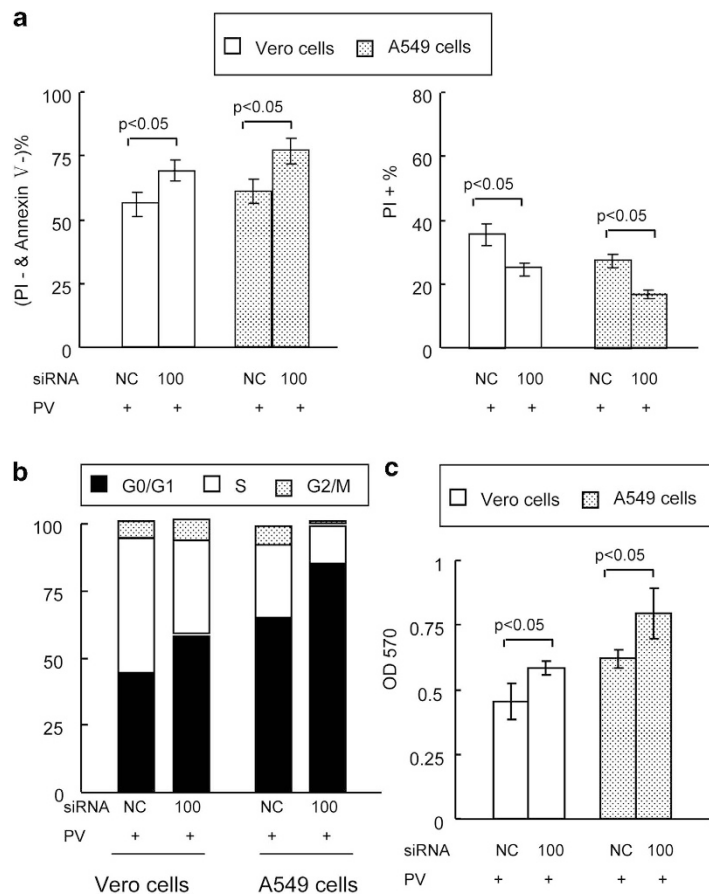 a
Vero cells A549 cells
(PI - & Annexin V -)%
100
75
50
25
0
p<0.05
p<0.05
siRNA NC 100 NC 100
PV + + + +
PI + %
80
60
40
20
0
p<0.05
p<0.05
NC 100 NC 100
+ + + +
b
G0/G1 S G2/M
100
75
50
25
0
siRNA NC 100 NC 100
PV + + + +
Vero cells A549 cells
c
Vero cells A549 cells
OD 570
1
0.75
0.5
0.25
0
p<0.05
p<0.05
siRNA NC 100 NC 100
PV + + + +